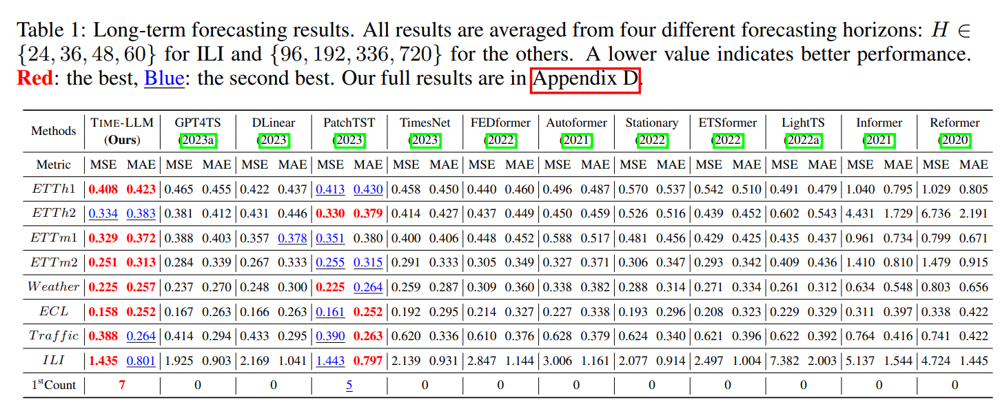 Table 1: Long-term forecasting results. All results are averaged from four different forecasting horizons: H ∈
{24, 36, 48, 60} for ILI and {96, 192, 336, 720} for the others. A lower value indicates better performance.
Red: the best, Blue: the second best. Our full results are in Appendix D.
Methods TIME-LLM (Ours) GPT4TS (2023a) DLinear (2023) PatchTST (2023) TimesNet (2023) FEDformer (2022) Autoformer (2021) Stationary (2022) ETSformer (2022) LightTS (2022a) Informer (2021) Reformer (2020)
Metric MSE MAE MSE MAE MSE MAE MSE MAE MSE MAE MSE MAE MSE MAE MSE MAE MSE MAE MSE MAE MSE MAE MSE MAE
ETTh1 0.408 0.423 0.465 0.455 0.422 0.437 0.413 0.430 0.458 0.450 0.440 0.460 0.496 0.487 0.570 0.537 0.542 0.510 0.491 0.479 1.040 0.795 1.029 0.805
ETTh2 0.334 0.383 0.381 0.412 0.431 0.446 0.330 0.379 0.414 0.427 0.437 0.449 0.450 0.459 0.526 0.516 0.439 0.452 0.602 0.543 4.431 1.729 6.736 2.191
ETTm1 0.329 0.372 0.388 0.403 0.357 0.378 0.351 0.380 0.400 0.406 0.448 0.452 0.588 0.517 0.481 0.456 0.429 0.425 0.435 0.437 0.961 0.734 0.799 0.671
ETTm2 0.251 0.313 0.284 0.339 0.267 0.333 0.255 0.315 0.291 0.333 0.305 0.349 0.327 0.371 0.306 0.347 0.293 0.342 0.409 0.436 1.410 0.810 1.479 0.915
Weather 0.225 0.257 0.237 0.270 0.248 0.300 0.225 0.264 0.259 0.287 0.309 0.360 0.338 0.382 0.288 0.314 0.271 0.334 0.261 0.312 0.634 0.548 0.803 0.656
ECL 0.158 0.252 0.167 0.263 0.166 0.263 0.161 0.252 0.192 0.295 0.214 0.327 0.227 0.338 0.193 0.296 0.208 0.323 0.229 0.329 0.311 0.397 0.338 0.422
Traffic 0.388 0.264 0.414 0.294 0.433 0.295 0.390 0.263 0.620 0.336 0.610 0.376 0.628 0.379 0.624 0.340 0.621 0.396 0.622 0.392 0.764 0.416 0.741 0.422
ILI 1.435 0.801 1.925 0.903 2.169 1.041 1.443 0.797 2.139 0.931 2.847 1.144 3.006 1.161 2.077 0.914 2.497 1.004 7.382 2.003 5.137 1.544 4.724 1.445
1stCount 7 0 0 5 0 0 0 0 0 0 0 0